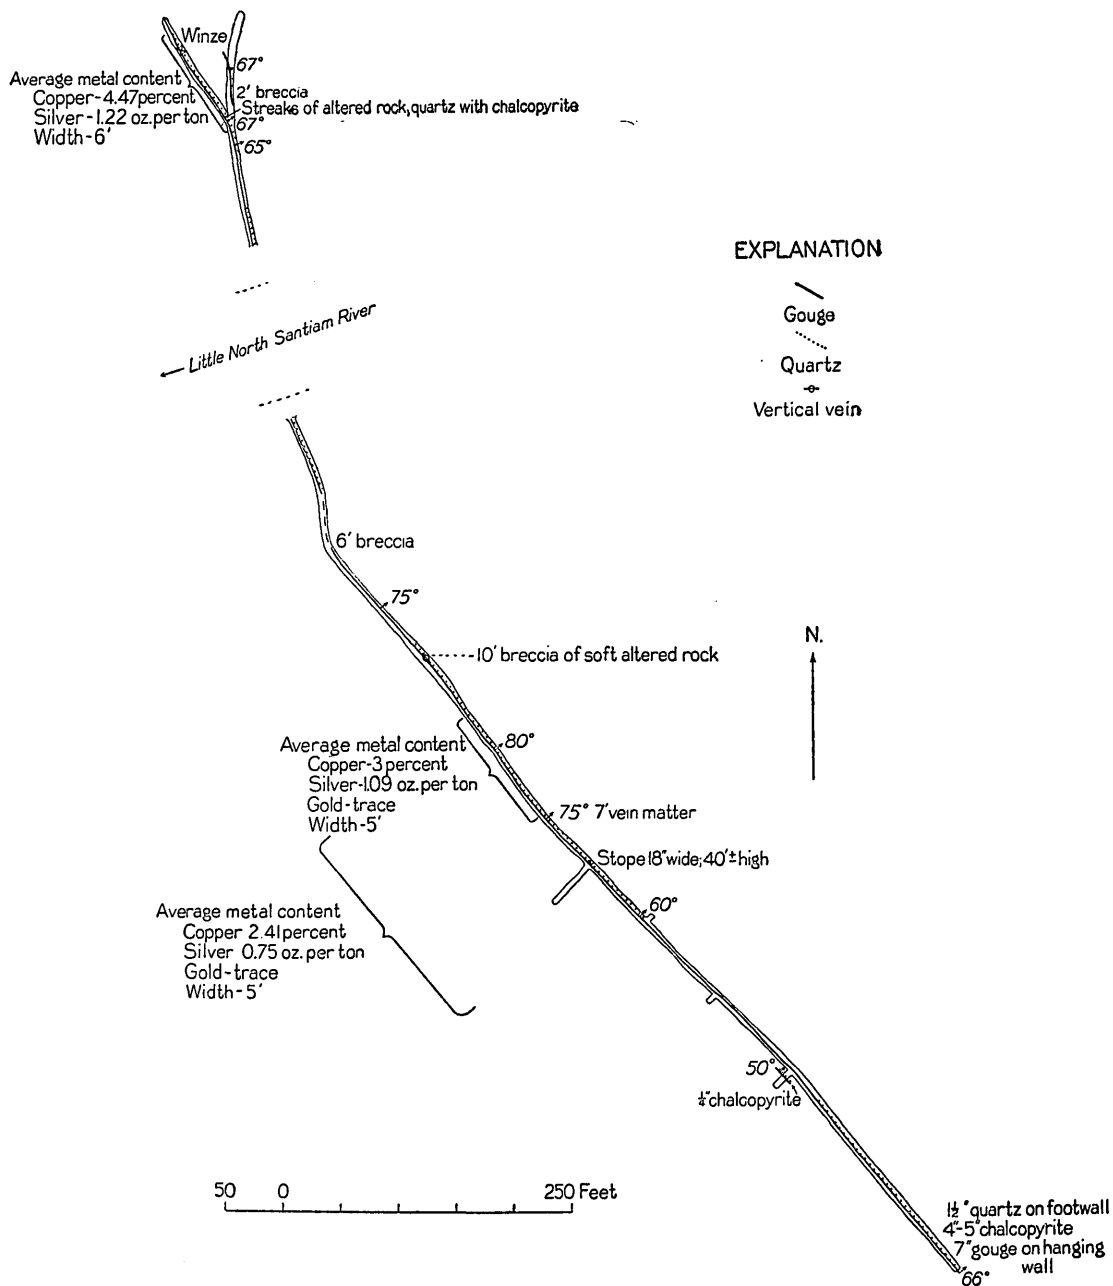 Winze
67°
Average metal content
Copper-4.47 percent
Silver-1.22 oz. per ton
Width-6'
2' breccia
Streaks of altered rock, quartz with chalcopyrite
67°
65°
EXPLANATION
Gouge
Quartz
Vertical vein
Little North Santiam River
6' breccia
75°
10' breccia of soft altered rock
N.
80°
Average metal content
Copper-3 percent
Silver-1.09 oz. per ton
Gold-trace
Width-5'
75° 7' vein matter
Stope 18" wide; 40'± high
60°
Average metal content
Copper 2.41 percent
Silver 0.75 oz. per ton
Gold-trace
Width-5'
50°
¼" chalcopyrite
50 0 250 Feet
1½" quartz on footwall
4"-5" chalcopyrite
7" gouge on hanging
wall
66°